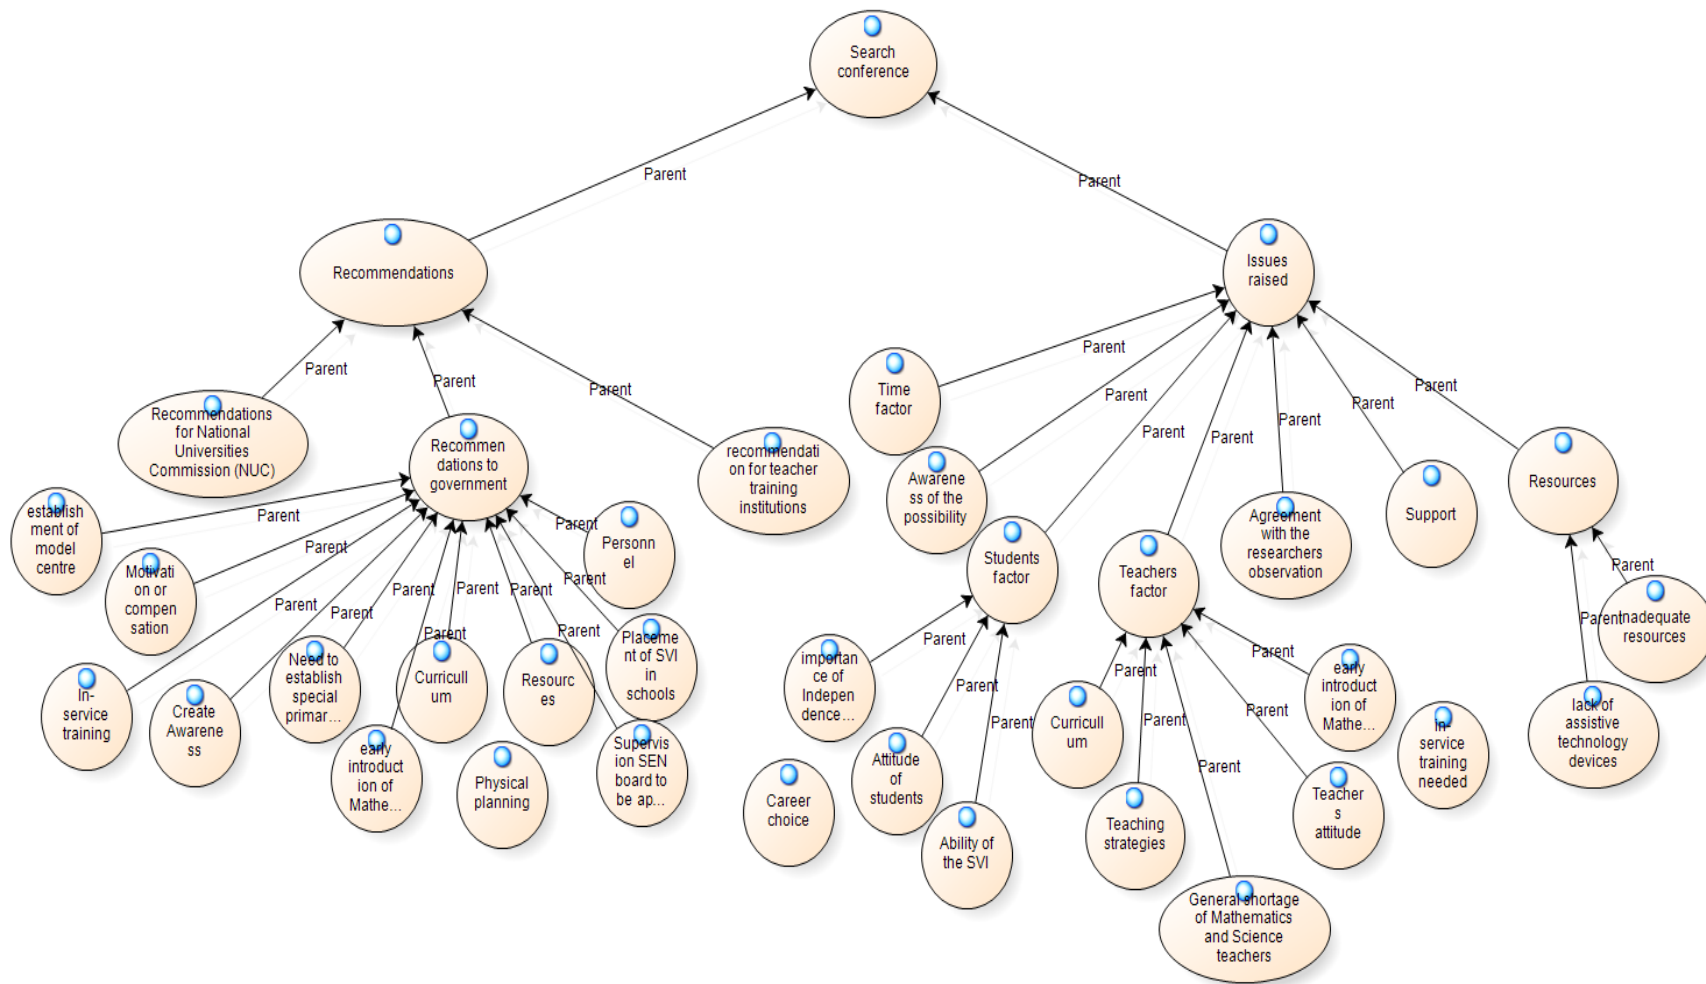 Search
conference
Parent
Parent
Recommendations
Issues
raised
Parent
Parent
Parent
Parent
Parent
Parent
Parent
Parent
Parent
Parent
Time
factor
Recommendations
for National
Universities
Commission (NUC)
Recommen
dations to
government
recommendati
on for teacher
training
institutions
Awarene
ss of the
possibility
Resources
Support
Agreement
with the
researchers
observation
Students
factor
Teachers
factor
establish
ment of
model
centre
Parent
Parent
Parent
Parent
Parent
Parent
Parent
Parent
Parent
Parent
Personn
el
Motivati
on or
compen
sation
In-
service
training
Create
Awarene
ss
Need to
establish
special
primar...
early
introduct
ion of
Mathe...
Curricullum
Resourc
es
Placeme
nt of SVI
in
schools
Physical
planning
Supervis
ion SEN
board to
be ap...
Parent
Parent
Parent
importan
ce of
Indepen
dence...
Attitude
of
students
Ability of
the SVI
Career
choice
Parent
Parent
Parent
Parent
Parent
Curricull
um
Teaching
strategies
General shortage
of Mathematics
and Science
teachers
Teacher
s
attitude
early
introduct
ion of
Mathe...
in-
service
training
needed
Parent
Parent
inadequate
resources
lack of
assistive
technology
devices